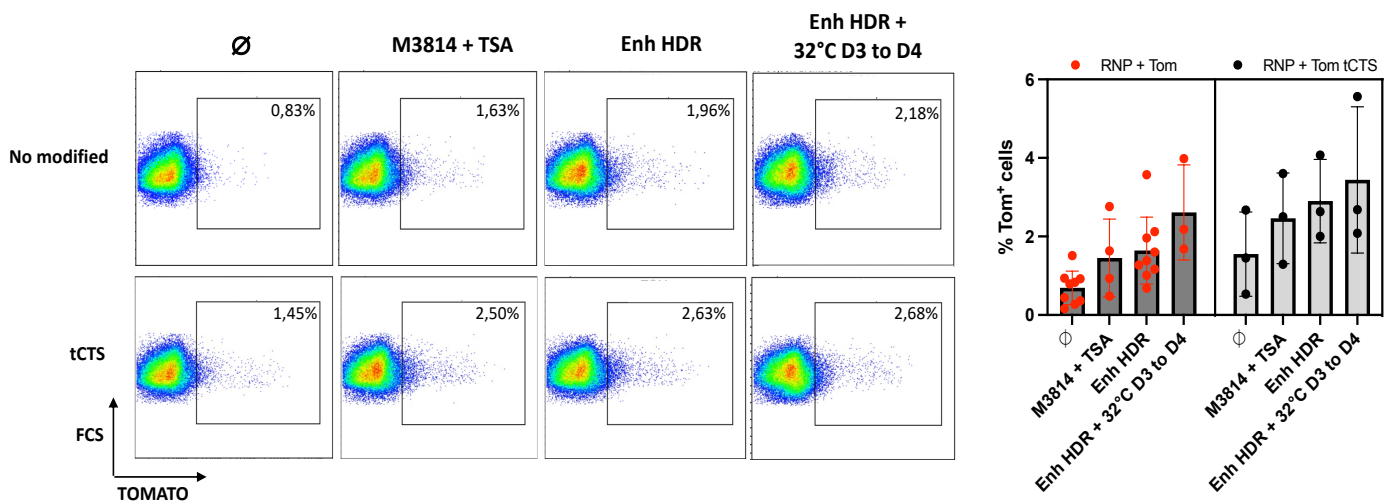 Ø
M3814 + TSA
Enh HDR
Enh HDR +
32°C D3 to D4
No modified
0,83%
1,63%
1,96%
2,18%
tCTS
1,45%
2,50%
2,63%
2,68%
FCS
TOMATO
RNP + Tom
RNP + Tom tCTS
% Tom⁺ cells
6
4
2
0
Ø
M3814 + TSA
Enh HDR
Enh HDR + 32°C D3 to D4
Ø
M3814 + TSA
Enh HDR
Enh HDR + 32°C D3 to D4